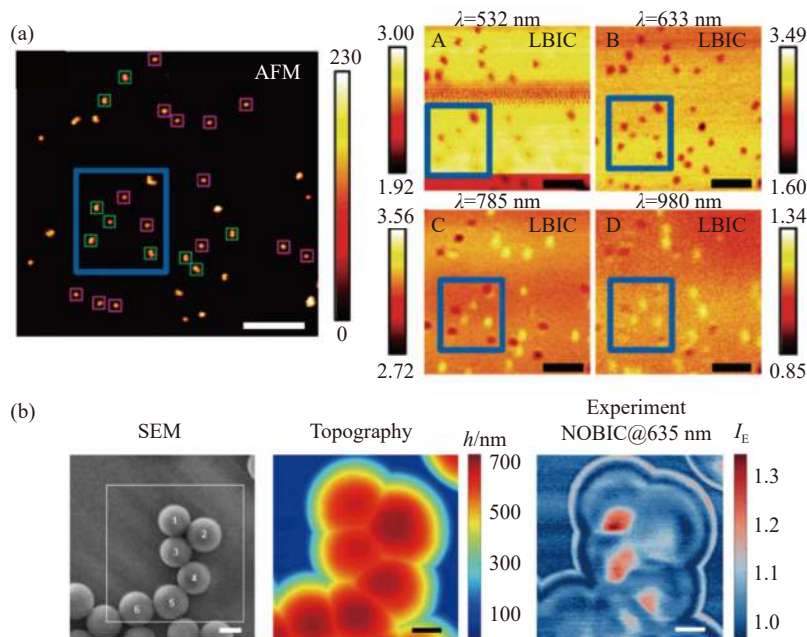 (a)
AFM
230
0
λ=532 nm
λ=633 nm
3.00
A
LBIC
B
LBIC
3.49
1.92
1.60
λ=785 nm
λ=980 nm
3.56
C
LBIC
D
LBIC
1.34
2.72
0.85
(b)
SEM
Topography
h/nm
Experiment
NOBIC@635 nm
I_E
1
2
3
4
5
6
700
500
300
100
1.3
1.2
1.1
1.0